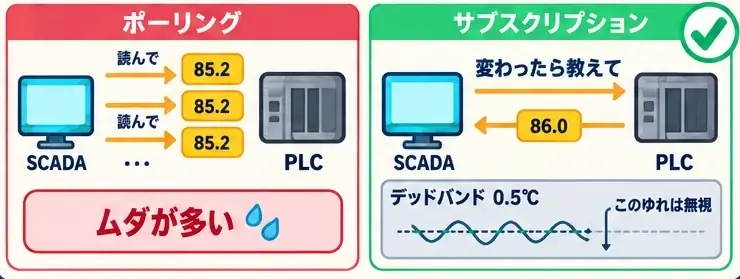 ポーリング
読んで
85.2
85.2
読んで
85.2
...
SCADA
PLC
ムダが多い
サブスクリプション
変わったら教えて
86.0
SCADA
PLC
デッドバンド 0.5℃
このゆれは無視